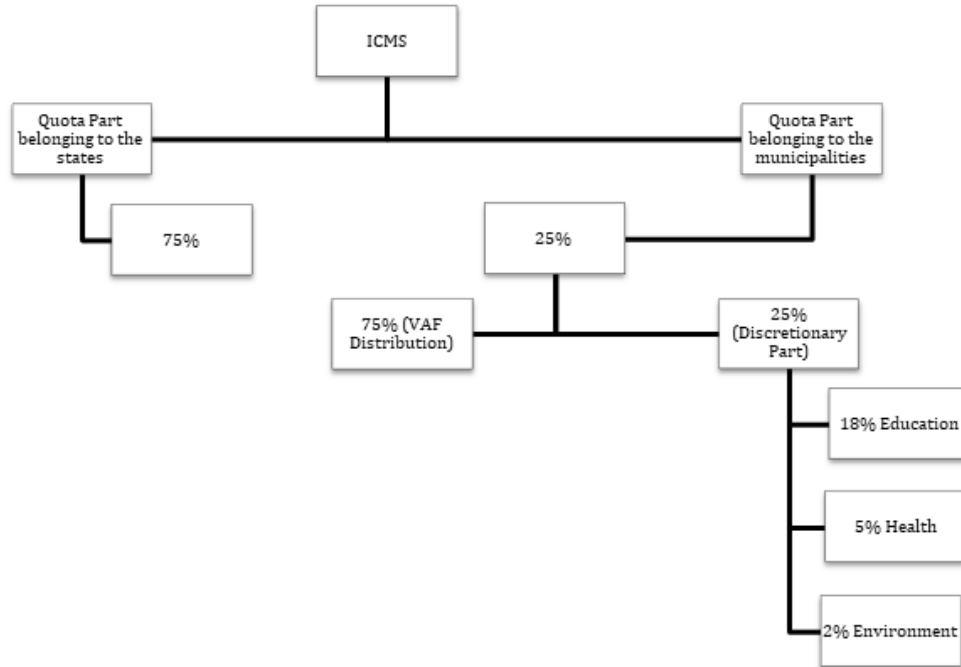 ICMS
Quota Part
belonging to the
states
Quota Part
belonging to the
municipalities
75%
25%
75% (VAF
Distribution)
25%
(Discretionary
Part)
18% Education
5% Health
2% Environment